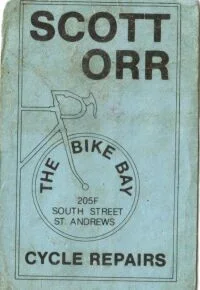 SCOTT
ORR
THE BIKE BAY
205F
SOUTH STREET
ST. ANDREWS
CYCLE REPAIRS